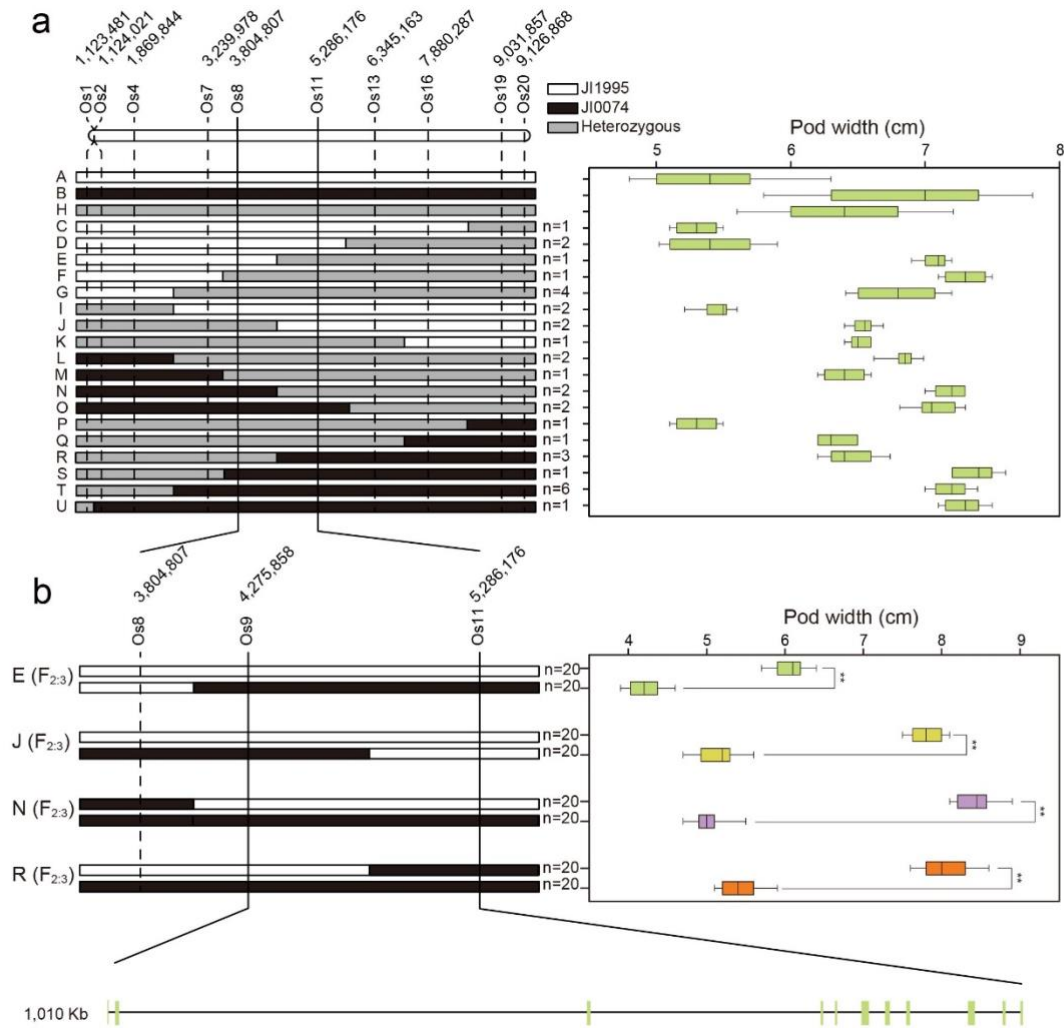 a
1,123,481
1,124,021
1,869,844
3,239,978
3,804,807
5,286,176
6,345,163
7,880,287
9,031,857
9,126,868
Os1
Os2
Os4
Os7
Os8
Os11
Os13
Os16
Os19
Os20
JI1995
JI0074
Heterozygous
Pod width (cm)
5 6 7 8
A
B
H
C n=1
D n=2
E n=1
F n=1
G n=4
I n=2
J n=2
K n=1
L n=2
M n=1
N n=2
O n=2
P n=1
Q n=1
R n=3
S n=1
T n=6
U n=1
b
3,804,807
4,275,858
5,286,176
Os8
Os9
Os11
Pod width (cm)
4 5 6 7 8 9
E (F2:3) n=20
n=20
**
J (F2:3) n=20
n=20
**
N (F2:3) n=20
n=20
**
R (F2:3) n=20
n=20
**
1,010 Kb